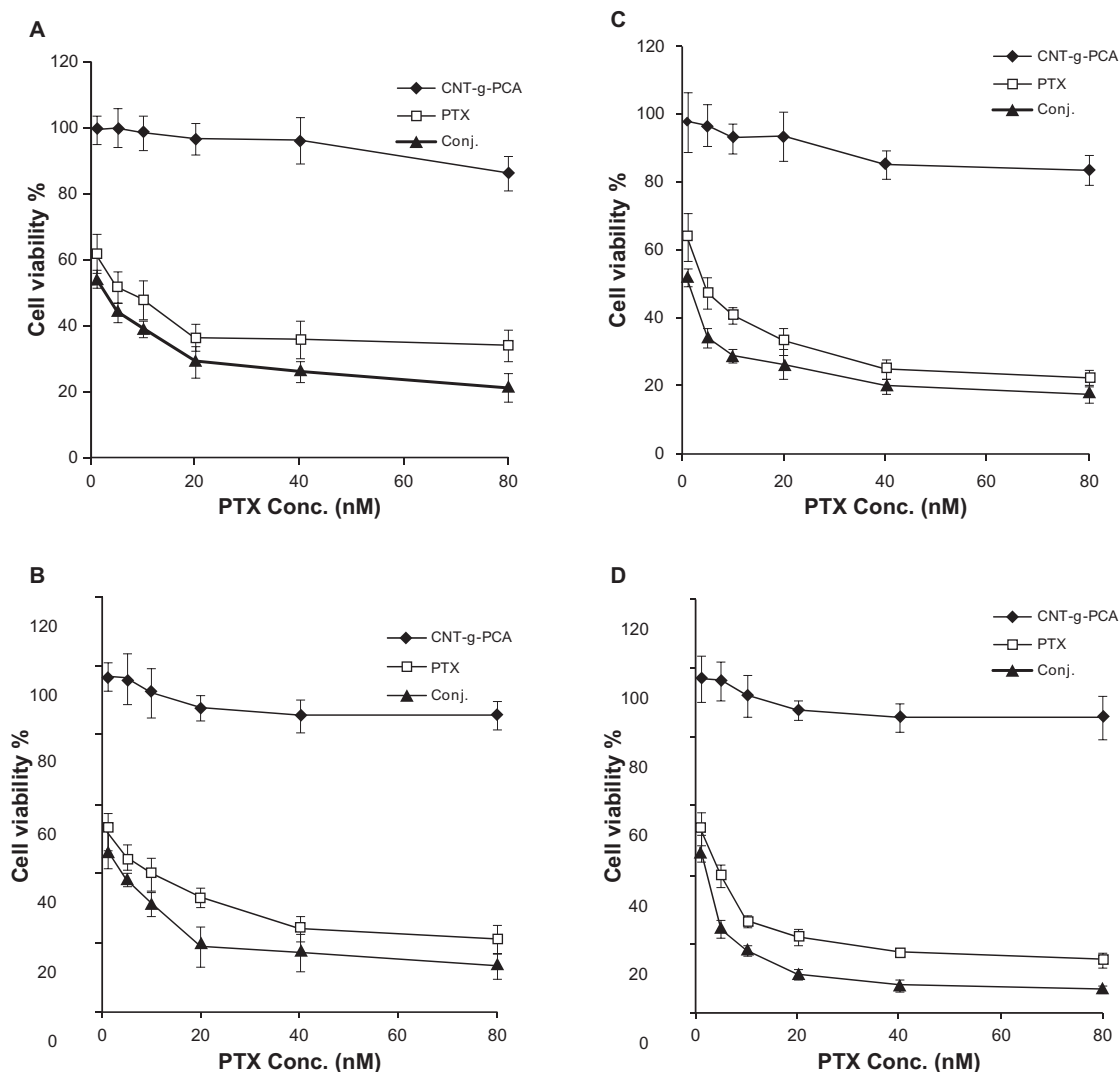 A
120
100
80
60
40
20
0
Cell viability %
CNT-g-PCA
PTX
Conj.
0 20 40 60 80
PTX Conc. (nM)
C
120
100
80
60
40
20
0
Cell viability %
CNT-g-PCA
PTX
Conj.
0 20 40 60 80
PTX Conc. (nM)
B
120
100
80
60
40
20
0
Cell viability %
CNT-g-PCA
PTX
Conj.
0 20 40 60 80
PTX Conc. (nM)
D
120
100
80
60
40
20
0
Cell viability %
CNT-g-PCA
PTX
Conj.
0 20 40 60 80
PTX Conc. (nM)